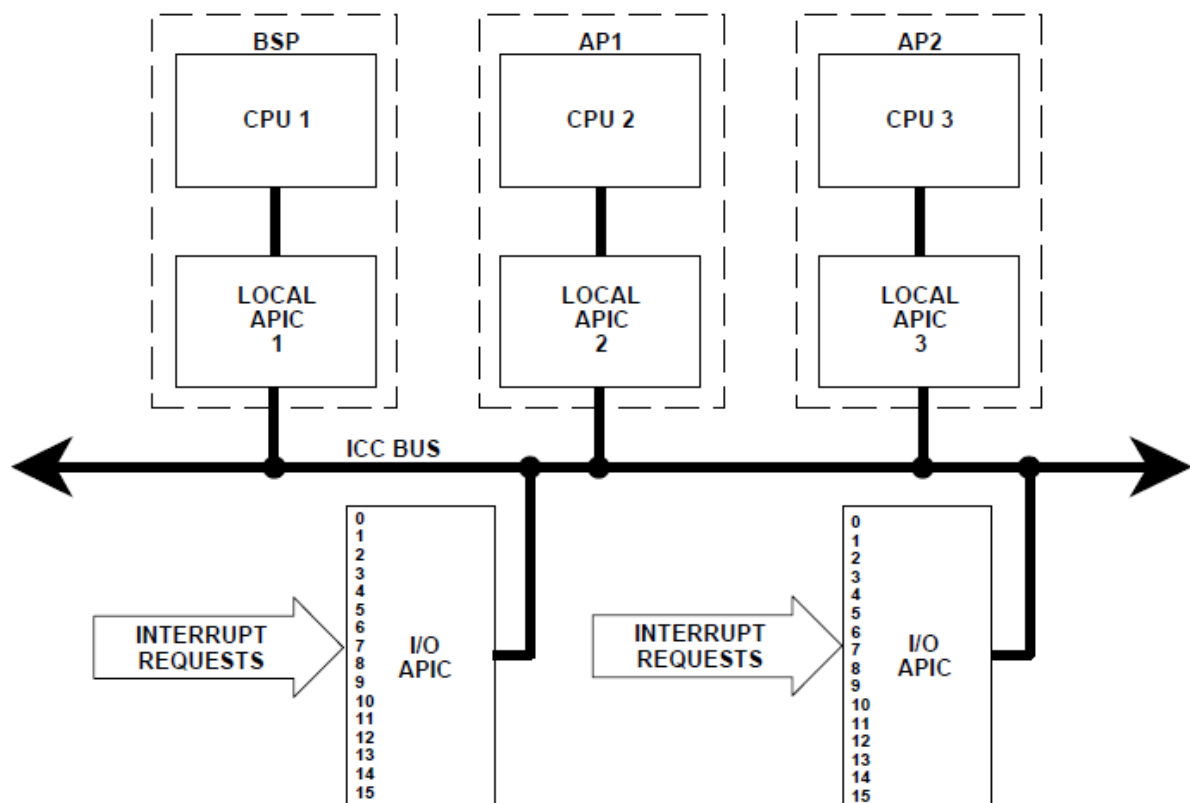 BSP
CPU 1
LOCAL
APIC
1
AP1
CPU 2
LOCAL
APIC
2
AP2
CPU 3
LOCAL
APIC
3
ICC BUS
INTERRUPT
REQUESTS
0
1
2
3
4
5
6
7
8
9
10
11
12
13
14
15
I/O
APIC
INTERRUPT
REQUESTS
0
1
2
3
4
5
6
7
8
9
10
11
12
13
14
15
I/O
APIC